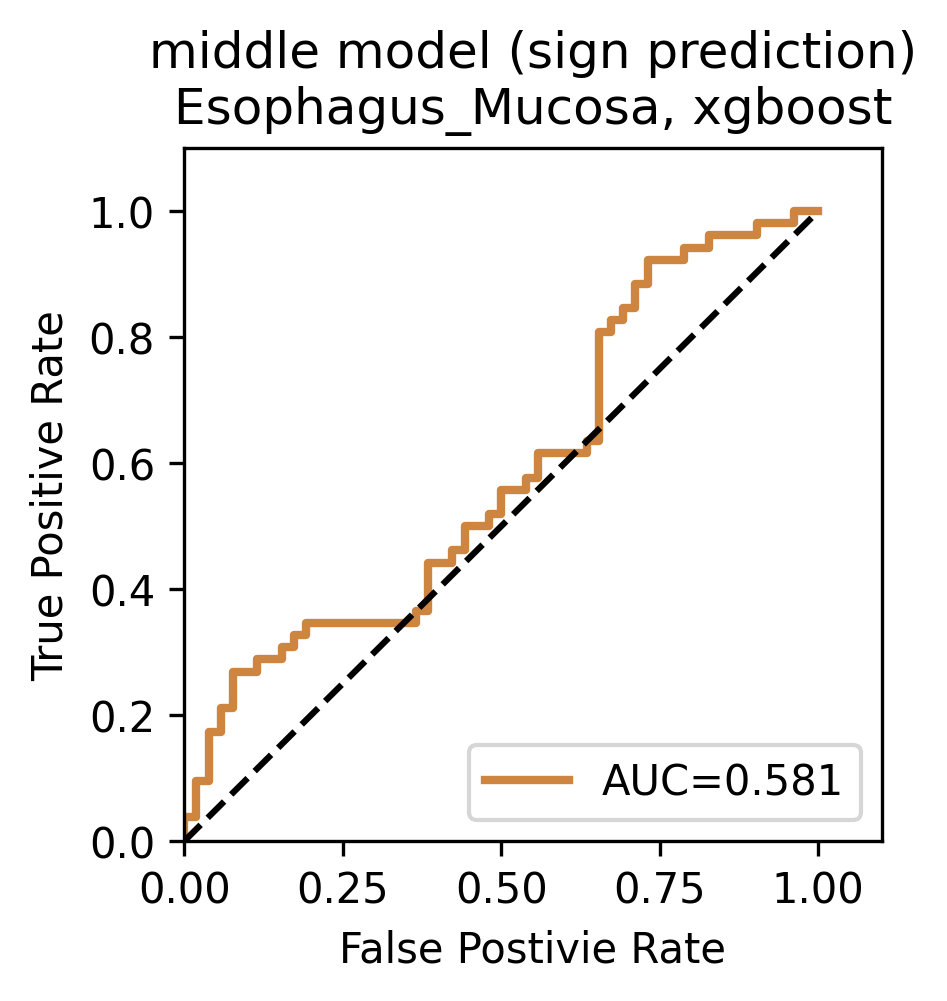 middle model (sign prediction)
Esophagus_Mucosa, xgboost
1.0
0.8
0.6
0.4
0.2
0.0
True Positive Rate
AUC=0.581
0.00 0.25 0.50 0.75 1.00
False Postivie Rate